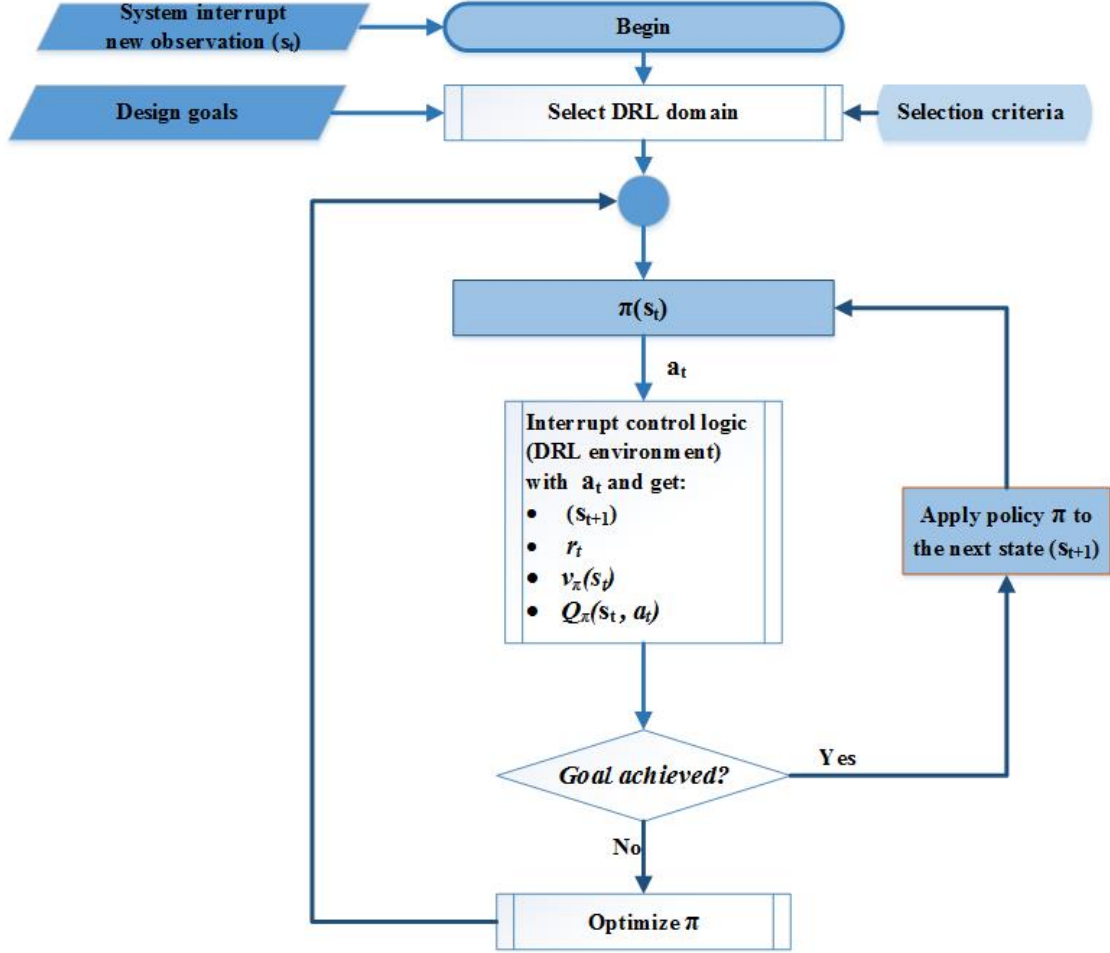 System interrupt
new observation (sₜ)
Begin
Design goals
Select DRL domain
Selection criteria
π(sₜ)
aₜ
Interrupt control logic
(DRL environment)
with aₜ and get:
• (sₜ₊₁)
• rₜ
• vπ(sₜ)
• Qπ(sₜ , aₜ)
Apply policy π to
the next state (sₜ₊₁)
Goal achieved?
Yes
No
Optimize π